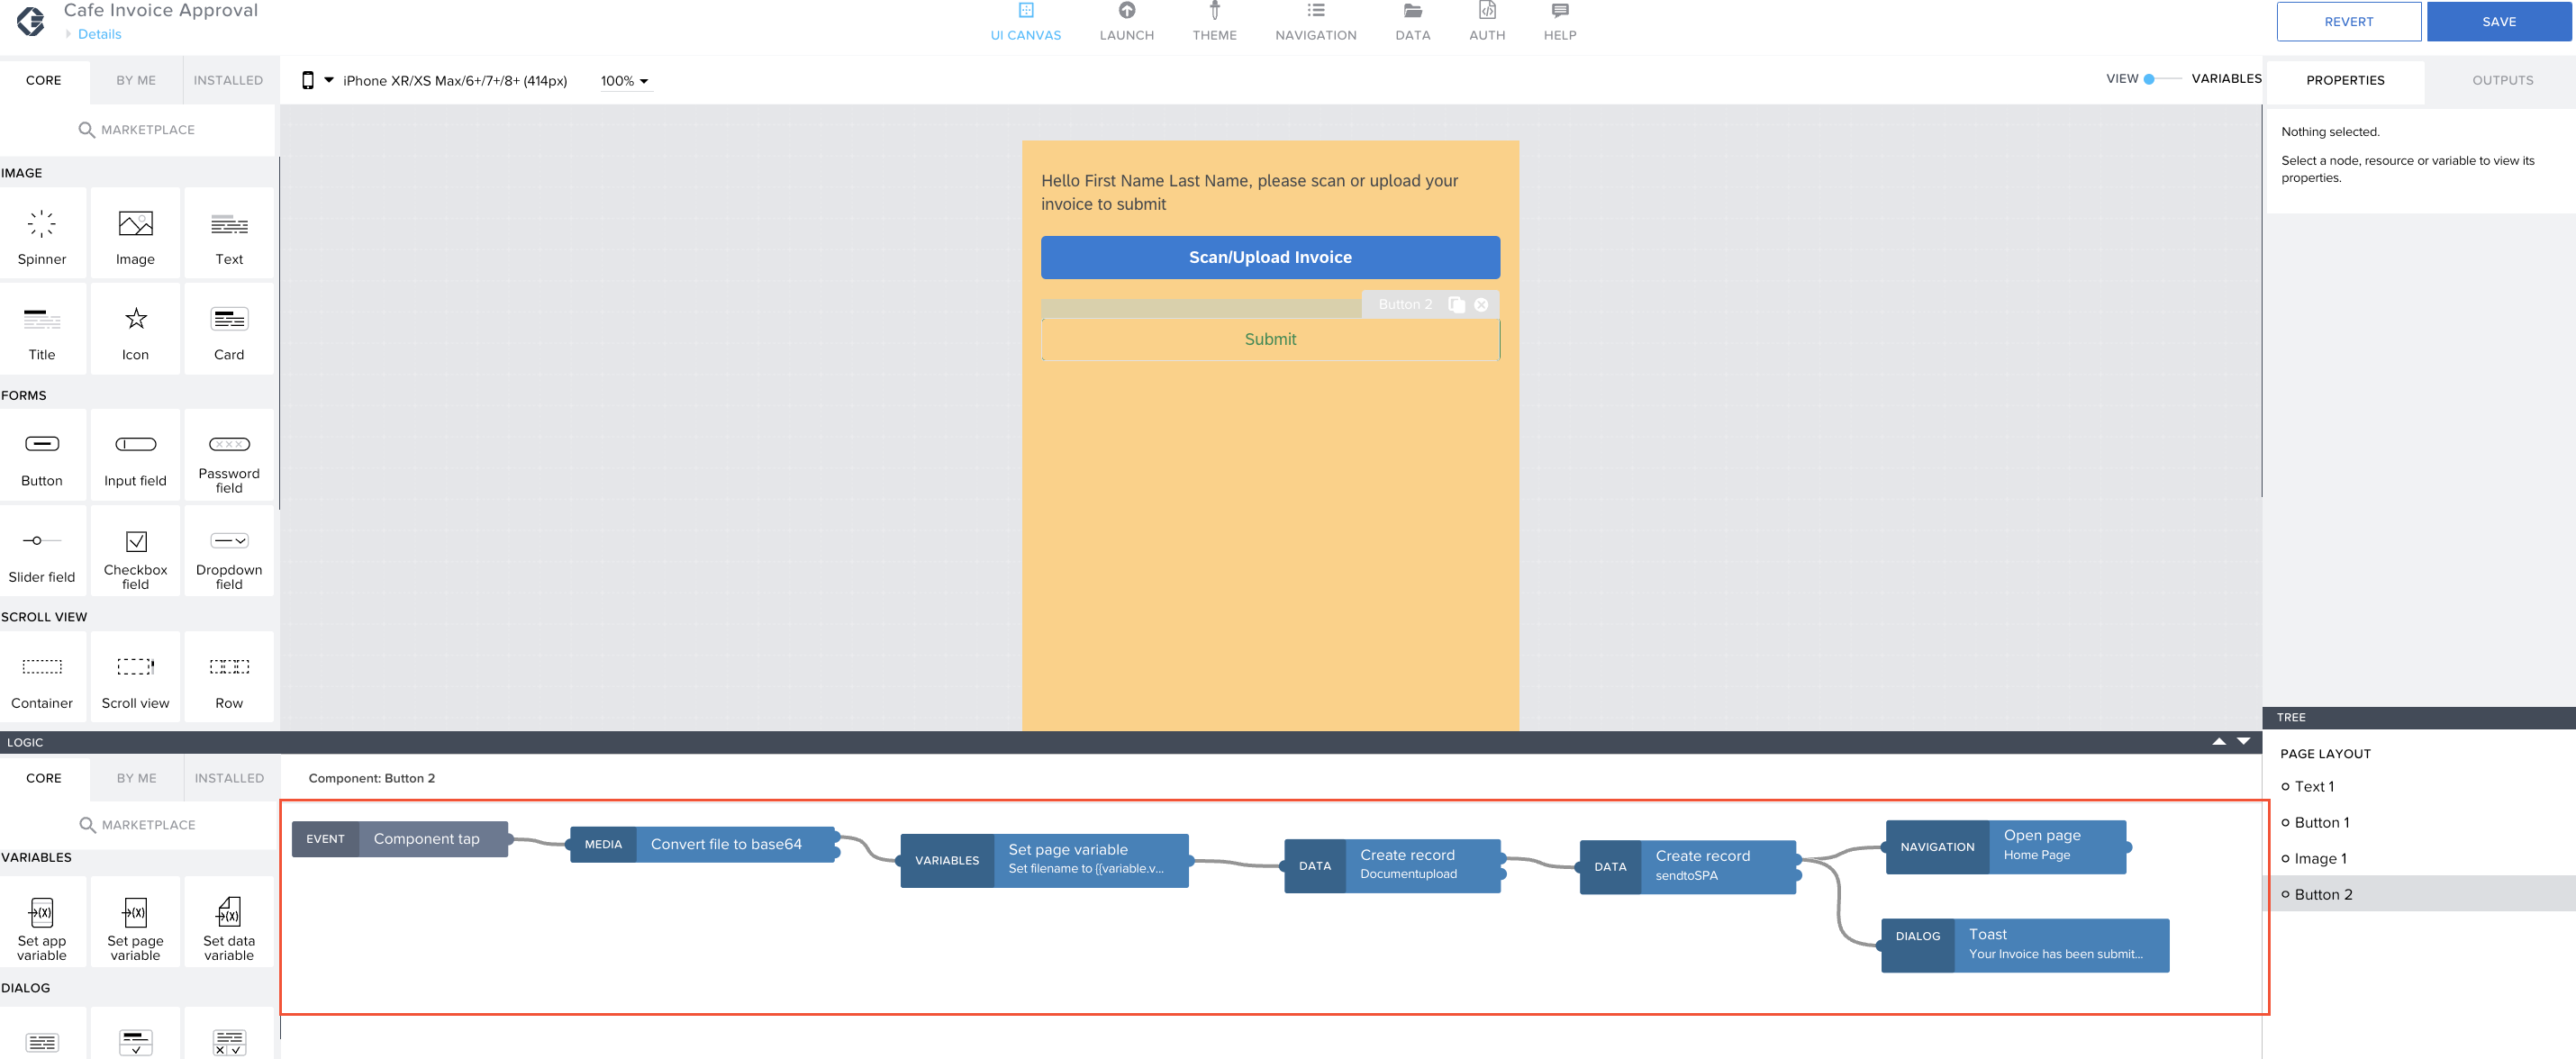 Cafe Invoice Approval
Details
UI CANVAS
LAUNCH
THEME
NAVIGATION
DATA
AUTH
HELP
REVERT
SAVE
CORE
BY ME
INSTALLED
iPhone XR/XS Max/6+/7+/8+ (414px)
100%
VIEW
VARIABLES
PROPERTIES
OUTPUTS
MARKETPLACE
Nothing selected.
Select a node, resource or variable to view its
properties.
IMAGE
Spinner
Image
Text
Title
Icon
Card
FORMS
Button
Input field
Password
field
Slider field
Checkbox
field
Dropdown
field
SCROLL VIEW
Container
Scroll view
Row
Hello First Name Last Name, please scan or upload your
invoice to submit
Scan/Upload Invoice
Button 2
Submit
TREE
PAGE LAYOUT
Text 1
Button 1
Image 1
Button 2
LOGIC
CORE
BY ME
INSTALLED
Component: Button 2
MARKETPLACE
VARIABLES
Set app
variable
Set page
variable
Set data
variable
DIALOG
EVENT
Component tap
MEDIA
Convert file to base64
VARIABLES
Set page variable
Set filename to {{variable.v...
DATA
Create record
Documentupload
DATA
Create record
sendtoSPA
NAVIGATION
Open page
Home Page
DIALOG
Toast
Your Invoice has been submit...